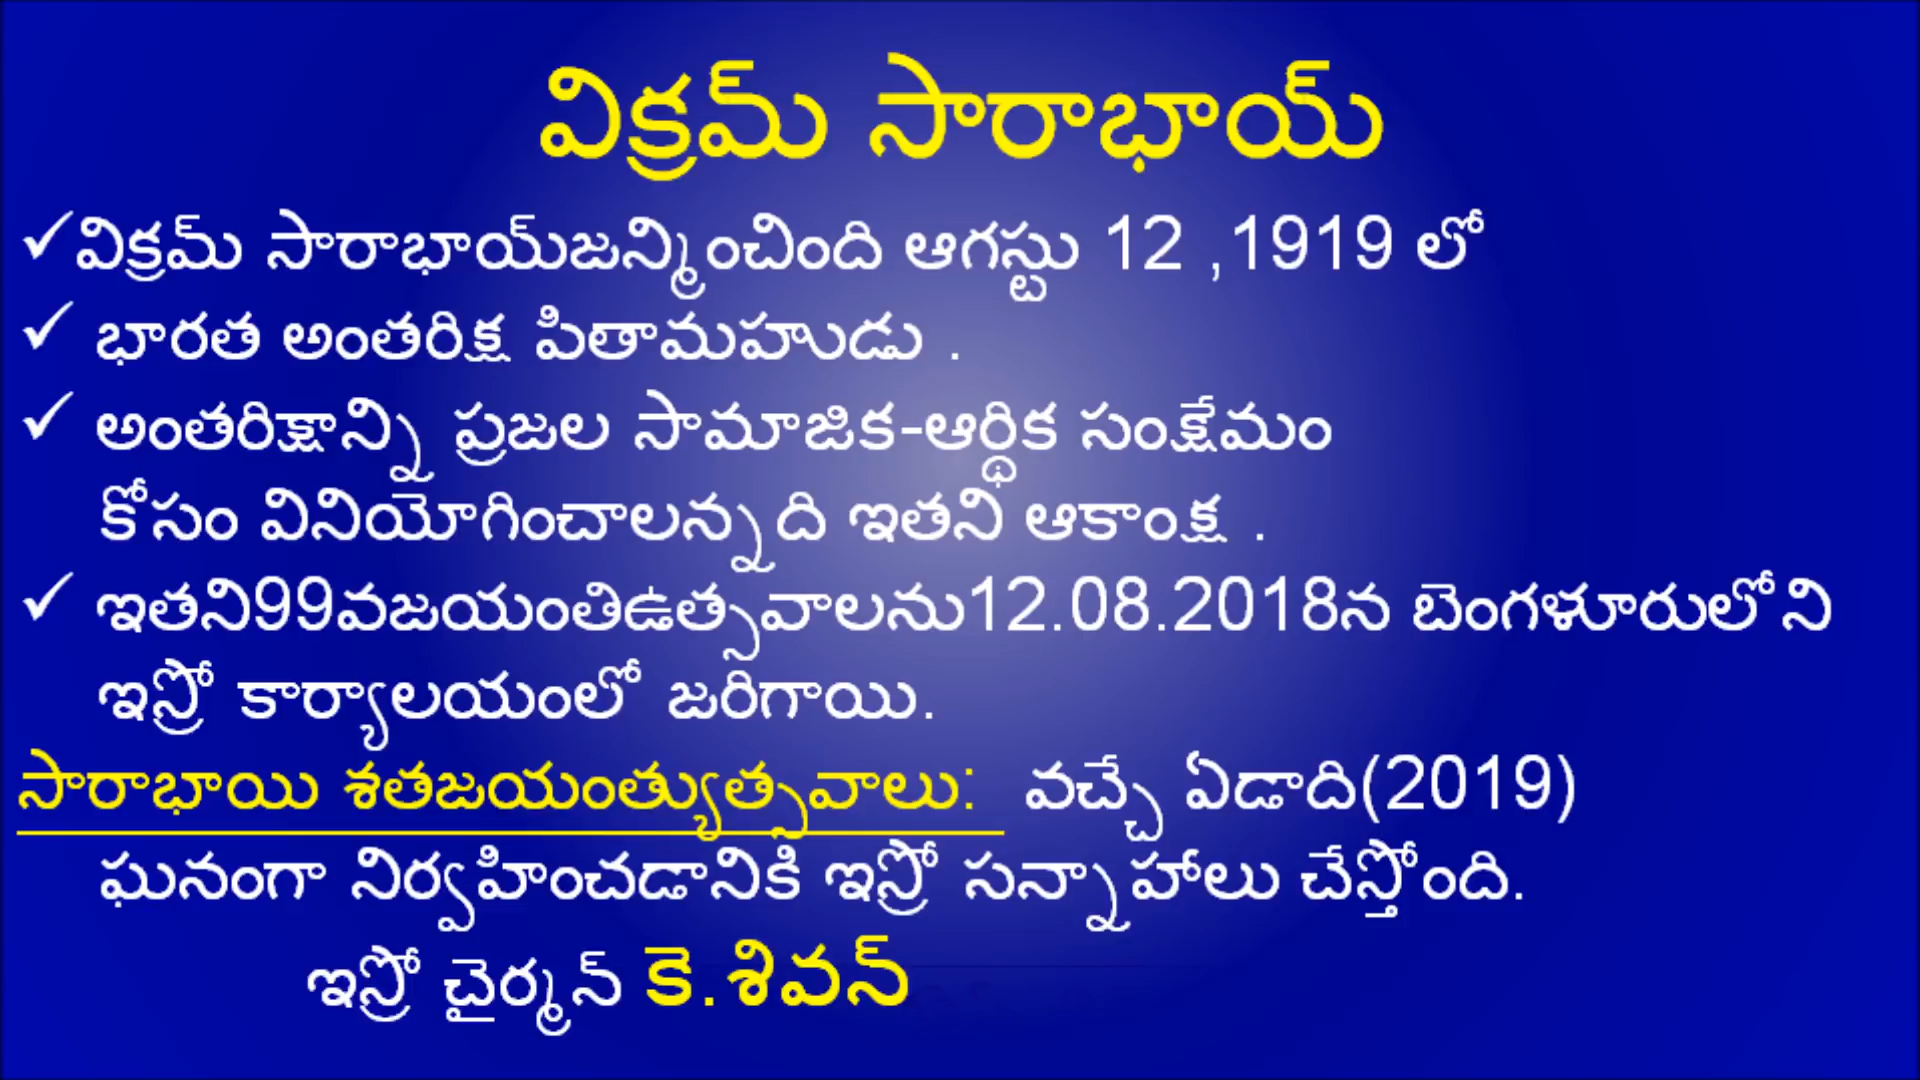 విక్రమ్ సారాభాయ్
✓విక్రమ్ సారాభాయ్‌జన్మించింది ఆగస్టు 12 ,1919 లో
✓ భారత అంతరిక్ష పితామహుడు .
✓ అంతరిక్షాన్ని ప్రజల సామాజిక-ఆర్థిక సంక్షేమం
కోసం వినియోగించాలన్నది ఇతని ఆకాంక్ష .
✓ ఇతని99వజయంతిఉత్సవాలను12.08.2018న బెంగళూరులోని
ఇస్రో కార్యాలయంలో జరిగాయి.
సారాభాయి శతజయంత్యుత్సవాలు: వచ్చే ఏడాది(2019)
ఘనంగా నిర్వహించడానికి ఇస్రో సన్నాహాలు చేస్తోంది.
ఇస్రో చైర్మన్ కె.శివన్